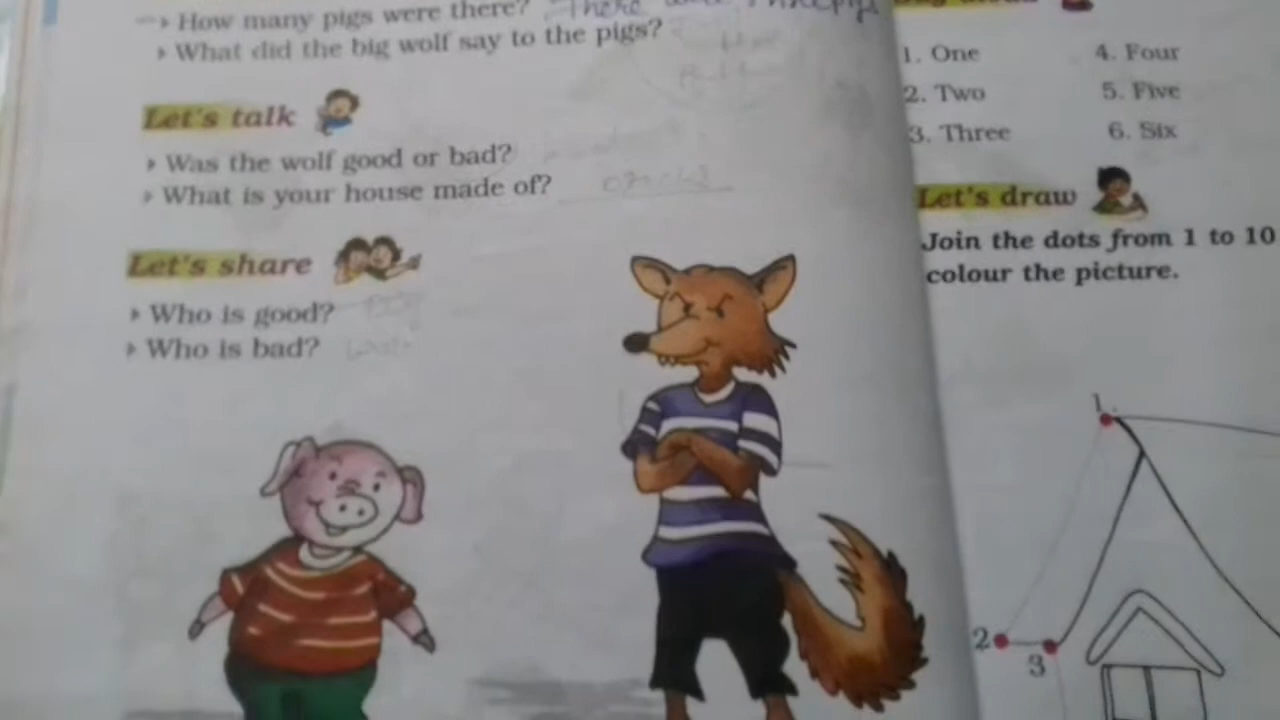 How many pigs were there? There
What did the big wolf say to the pigs?
Let's talk
Was the wolf good or bad?
What is your house made of?
Let's share
Who is good?
Who is bad?
1. One
2. Two
3. Three
4. Four
5. Five
6. Six
Let's draw
Join the dots from 1 to 10
colour the picture.
1
2
3